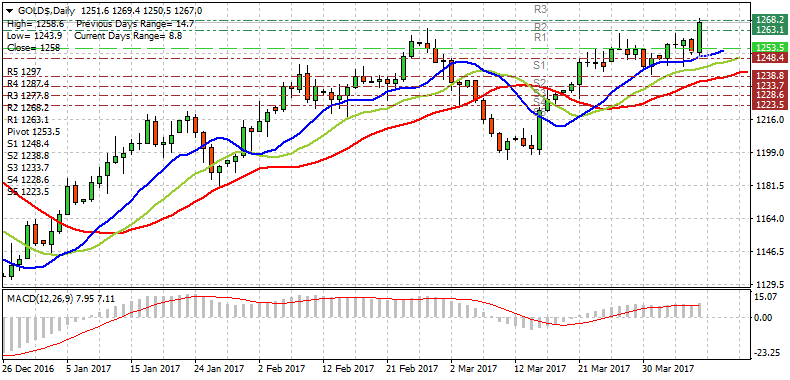 GOLD$,Daily 1251.6 1269.4 1250.5 1267.0
High= 1258.6 Previous Days Range= 14.7
Low= 1243.9 Current Days Range= 8.8
Close= 1258
R5 1297
R4 1287.4
R3 1277.8
R2 1268.2
R1 1263.1
Pivot 1253.5
S1 1248.4
S2 1238.8
S3 1233.7
S4 1228.6
S5 1223.5
R3
R2
R1
S1
S2
S3
S4
1268.2
1263.1
1253.5
1248.4
1238.8
1233.7
1228.6
1223.5
1216.0
1199.0
1181.5
1164.0
1146.5
1129.5
MACD(12,26,9) 7.95 7.11
15.07
0.00
-23.25
26 Dec 2016 5 Jan 2017 15 Jan 2017 24 Jan 2017 2 Feb 2017 12 Feb 2017 21 Feb 2017 2 Mar 2017 12 Mar 2017 21 Mar 2017 30 Mar 2017